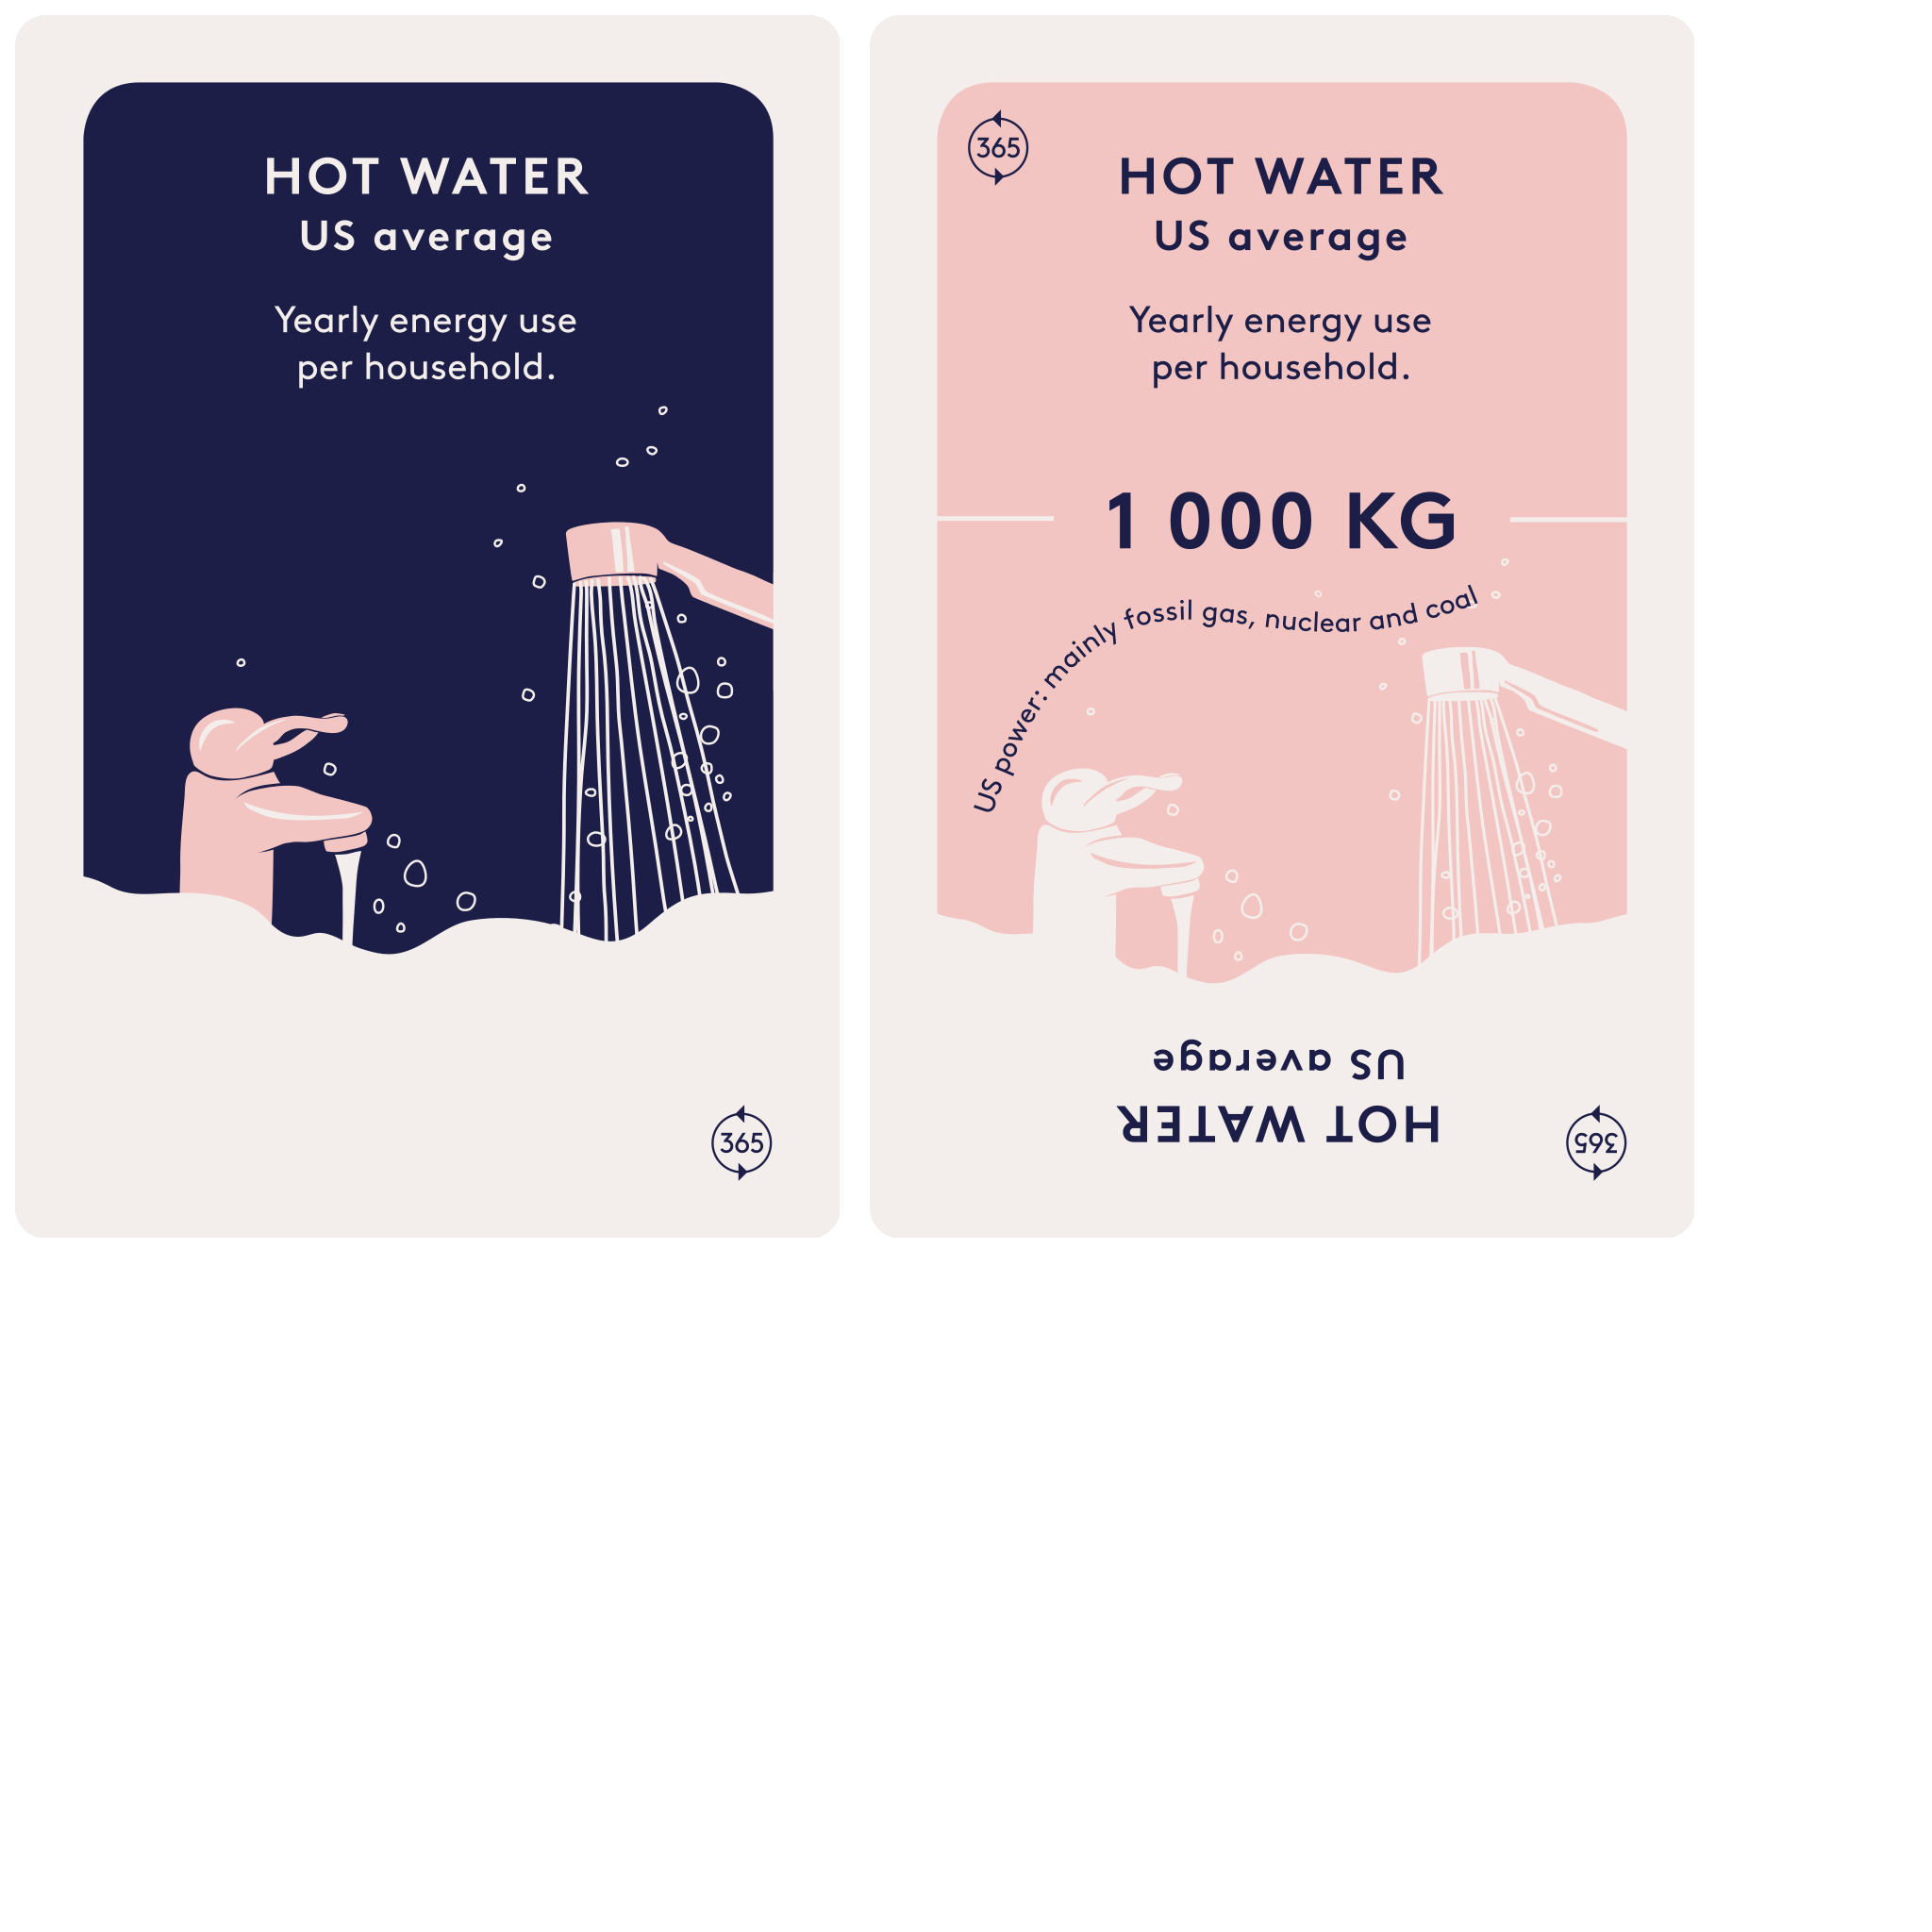 HOT WATER
US average
Yearly energy use
per household.
365
365
HOT WATER
US average
Yearly energy use
per household.
1 000 KG
US power: mainly fossil gas, nuclear and coal
US average
HOT WATER
365